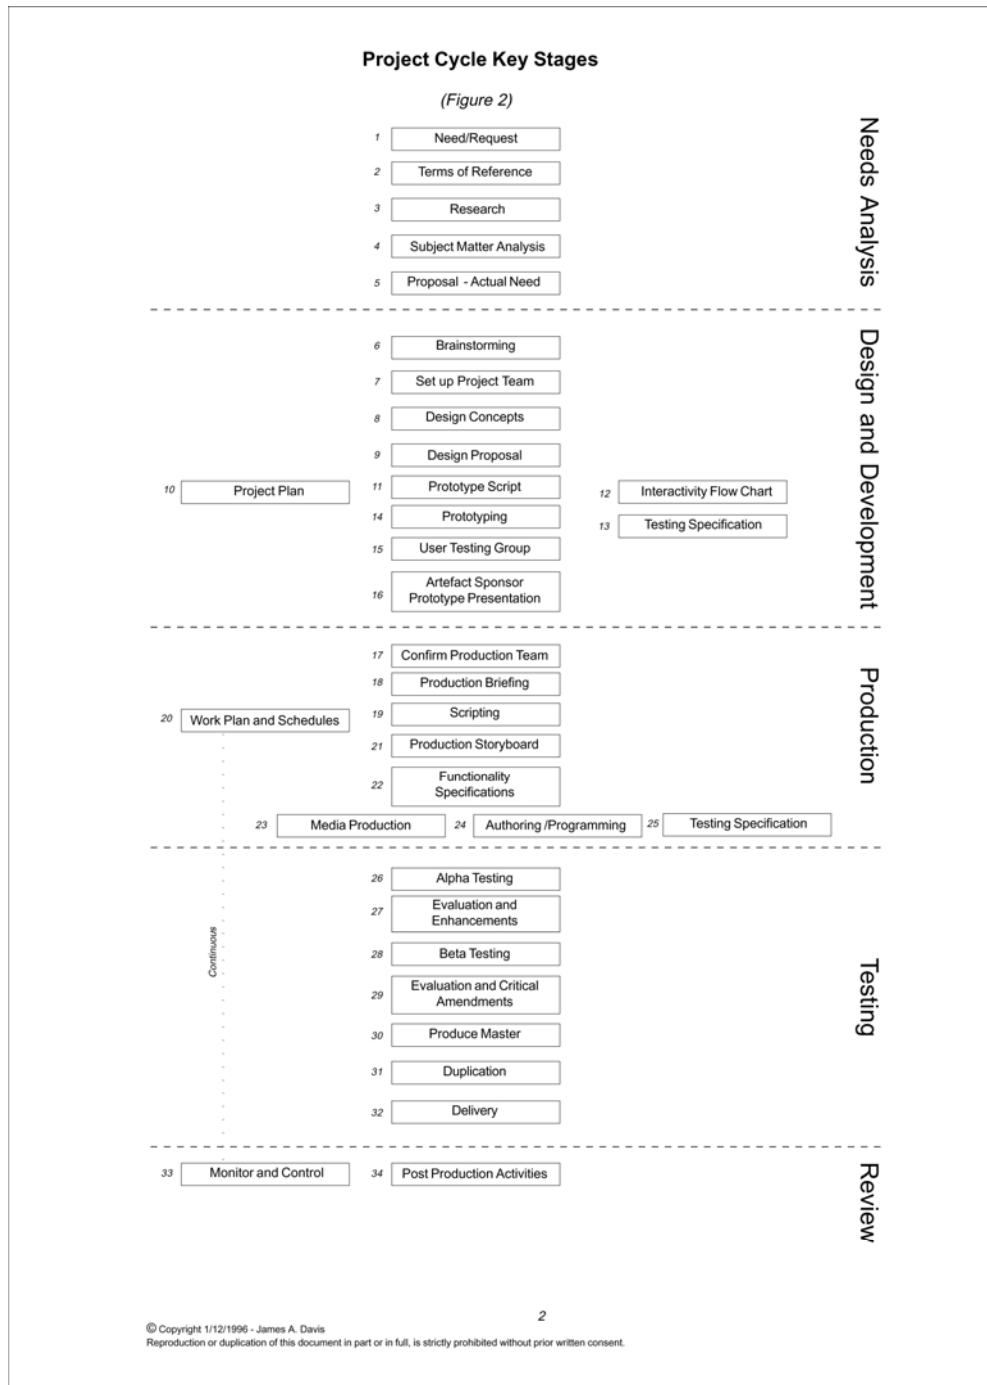 Project Cycle Key Stages
(Figure 2)
Needs Analysis
1 Need/Request
2 Terms of Reference
3 Research
4 Subject Matter Analysis
5 Proposal - Actual Need
Design and Development
6 Brainstorming
7 Set up Project Team
8 Design Concepts
9 Design Proposal
10 Project Plan
11 Prototype Script
12 Interactivity Flow Chart
13 Testing Specification
14 Prototyping
15 User Testing Group
16 Artefact Sponsor
Prototype Presentation
Production
17 Confirm Production Team
18 Production Briefing
19 Scripting
20 Work Plan and Schedules
21 Production Storyboard
22 Functionality
Specifications
23 Media Production
24 Authoring /Programming
25 Testing Specification
Testing
Continuous
26 Alpha Testing
27 Evaluation and
Enhancements
28 Beta Testing
29 Evaluation and Critical
Amendments
30 Produce Master
31 Duplication
32 Delivery
Review
33 Monitor and Control
34 Post Production Activities
2
© Copyright 1/12/1996 - James A. Davis
Reproduction or duplication of this document in part or in full, is strictly prohibited without prior written consent.